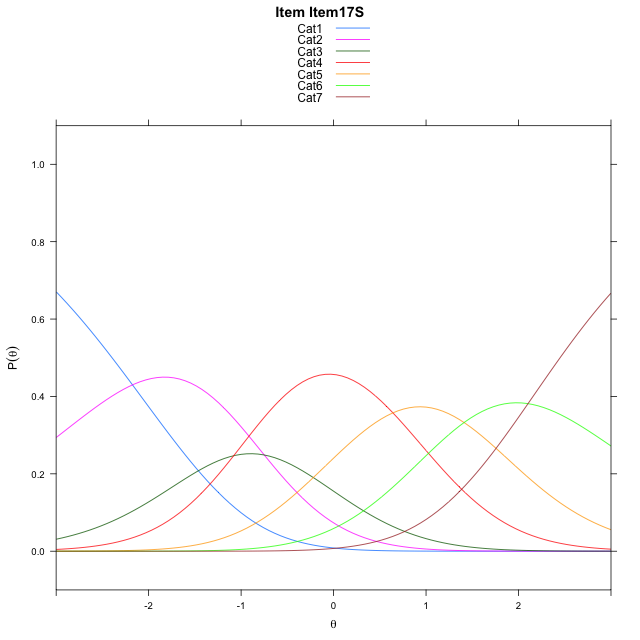 Item Item17S
Cat1
Cat2
Cat3
Cat4
Cat5
Cat6
Cat7
1.0
0.8
0.6
0.4
0.2
0.0
P(θ)
-2 -1 0 1 2
θ